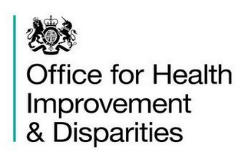 Office for Health
Improvement
& Disparities